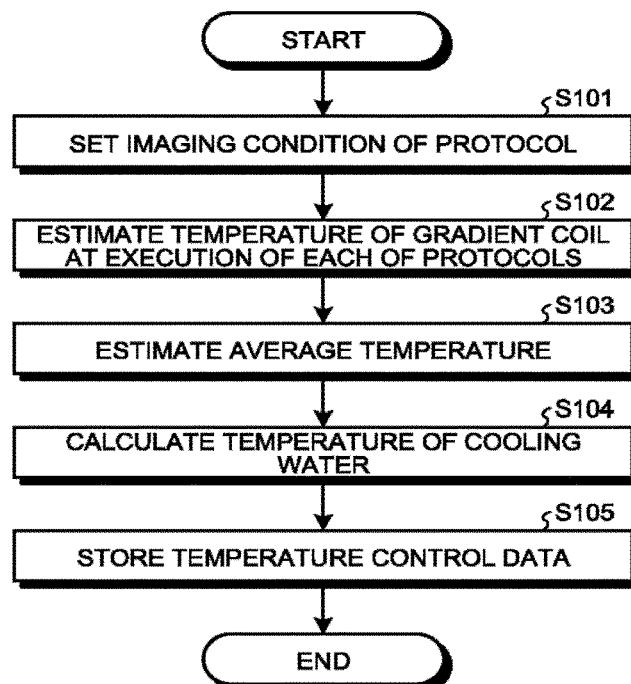 START
S101
SET IMAGING CONDITION OF PROTOCOL
S102
ESTIMATE TEMPERATURE OF GRADIENT COIL
AT EXECUTION OF EACH OF PROTOCOLS
S103
ESTIMATE AVERAGE TEMPERATURE
S104
CALCULATE TEMPERATURE OF COOLING
WATER
S105
STORE TEMPERATURE CONTROL DATA
END